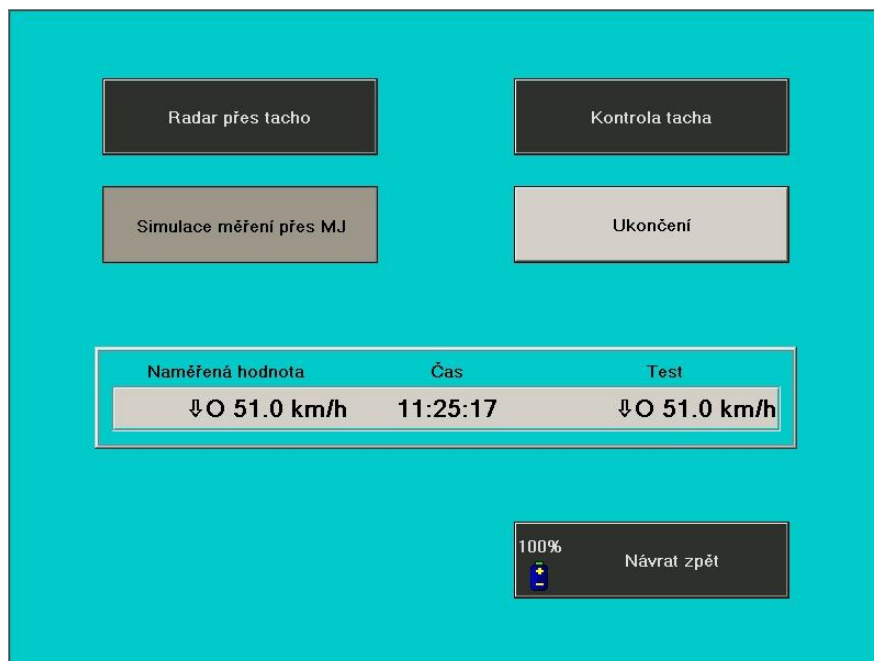 Radar přes tacho
Kontrola tacha
Simulace měření přes MJ
Ukončení
Naměřená hodnota Čas Test
⇩O 51.0 km/h 11:25:17 ⇩O 51.0 km/h
100%
Návrat zpět